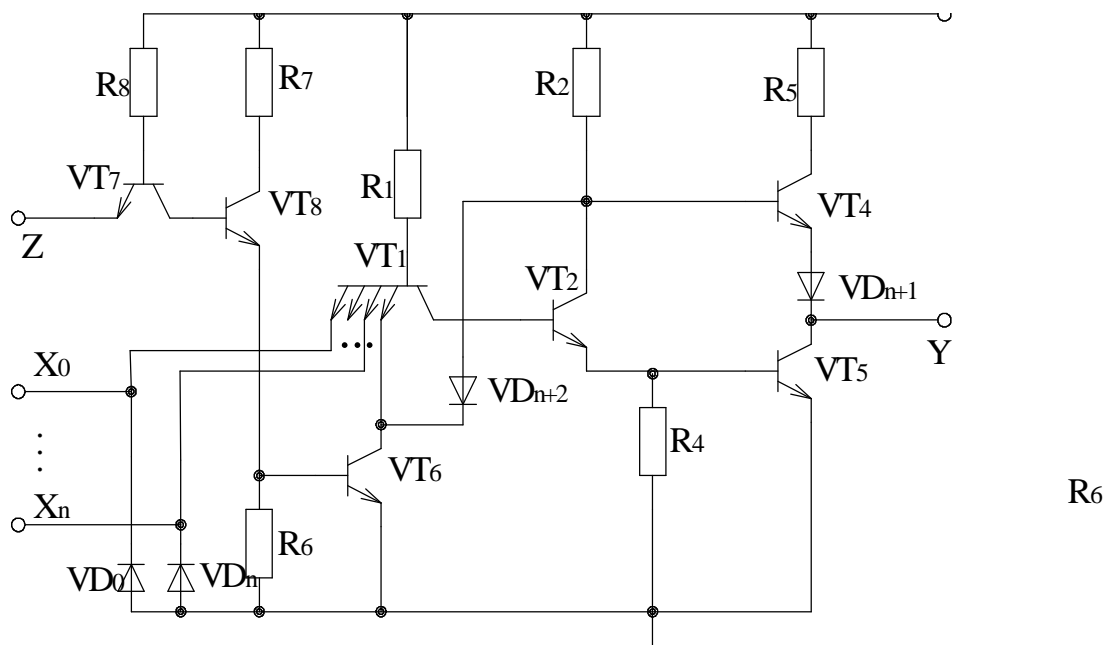 R8
R7
R2
R5
VT7
VT8
R1
VT4
Z
VT1
VT2
VDn+1
Y
X0
VT5
VDn+2
R4
VT6
Xn
R6
R6
VD0
VDn